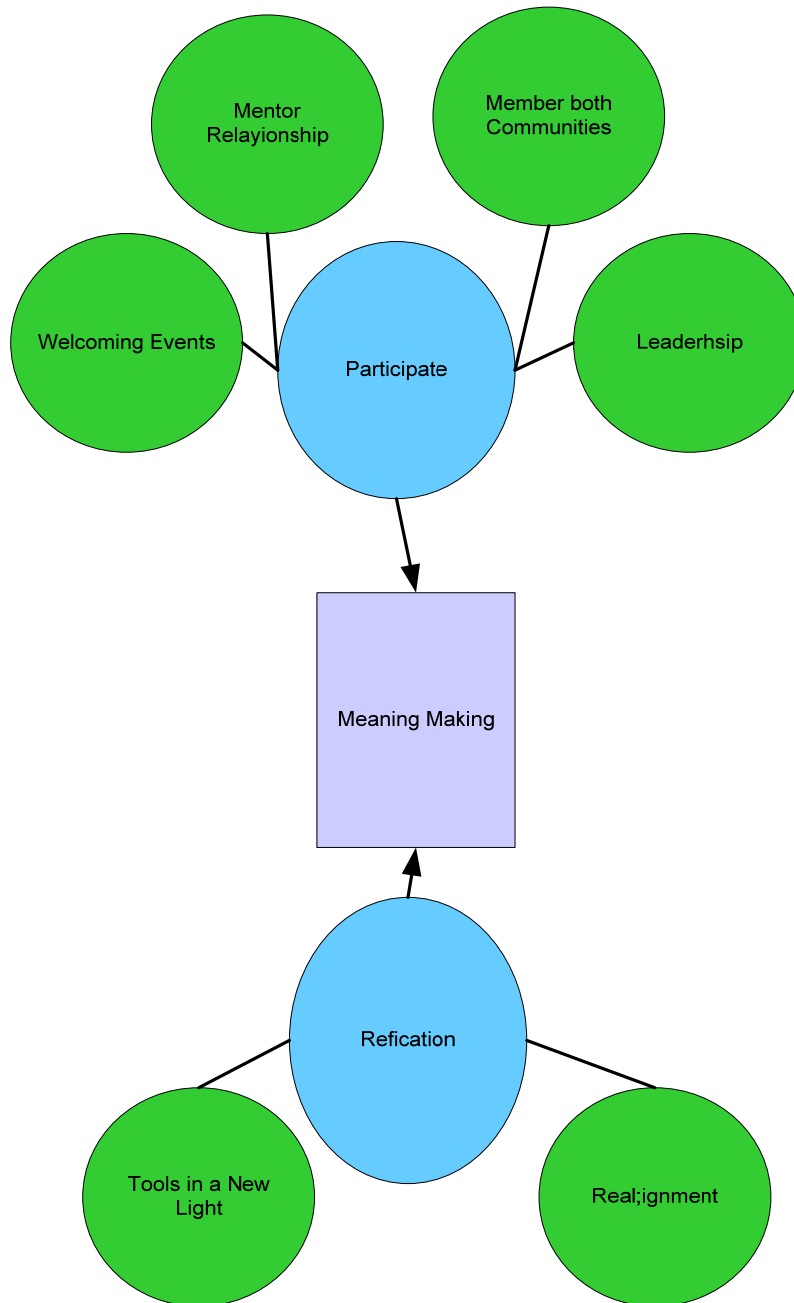 Mentor
Relayionship
Member both
Communities
Welcoming Events
Participate
Leaderhsip
Meaning Making
Refication
Tools in a New
Light
Real;ignment